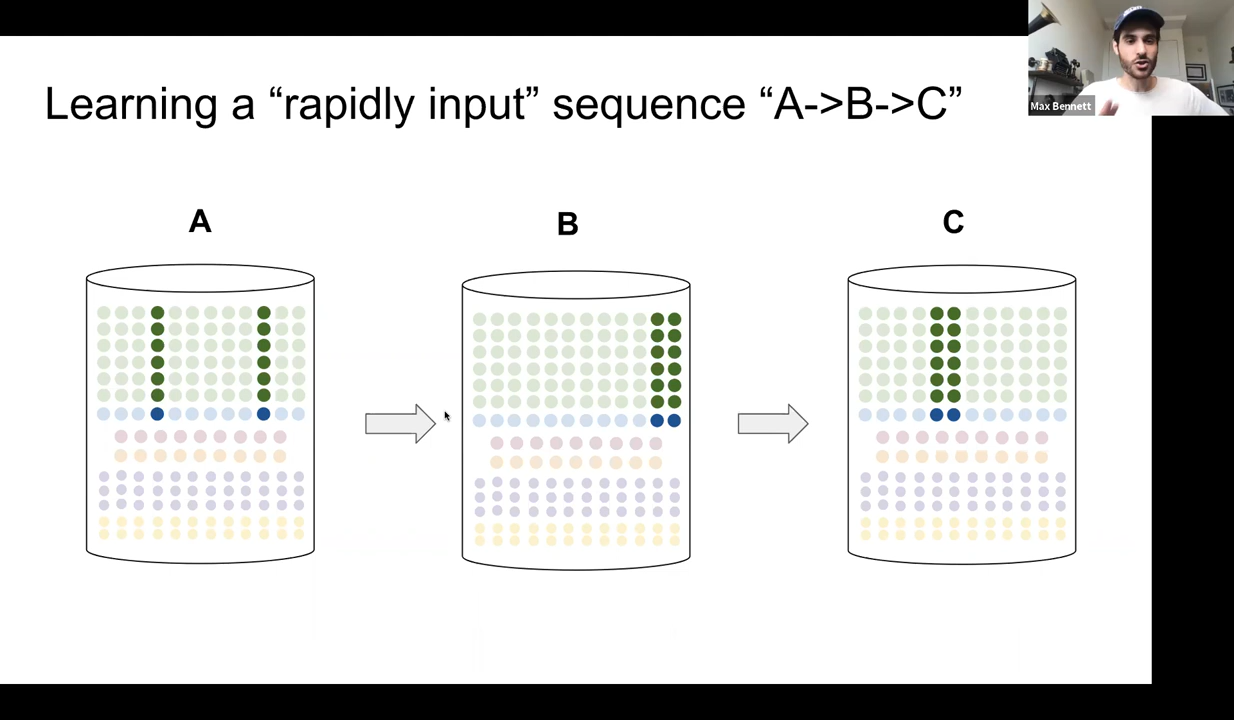 Learning a “rapidly input” sequence “A->B->C”
Max Bennett
A
B
C